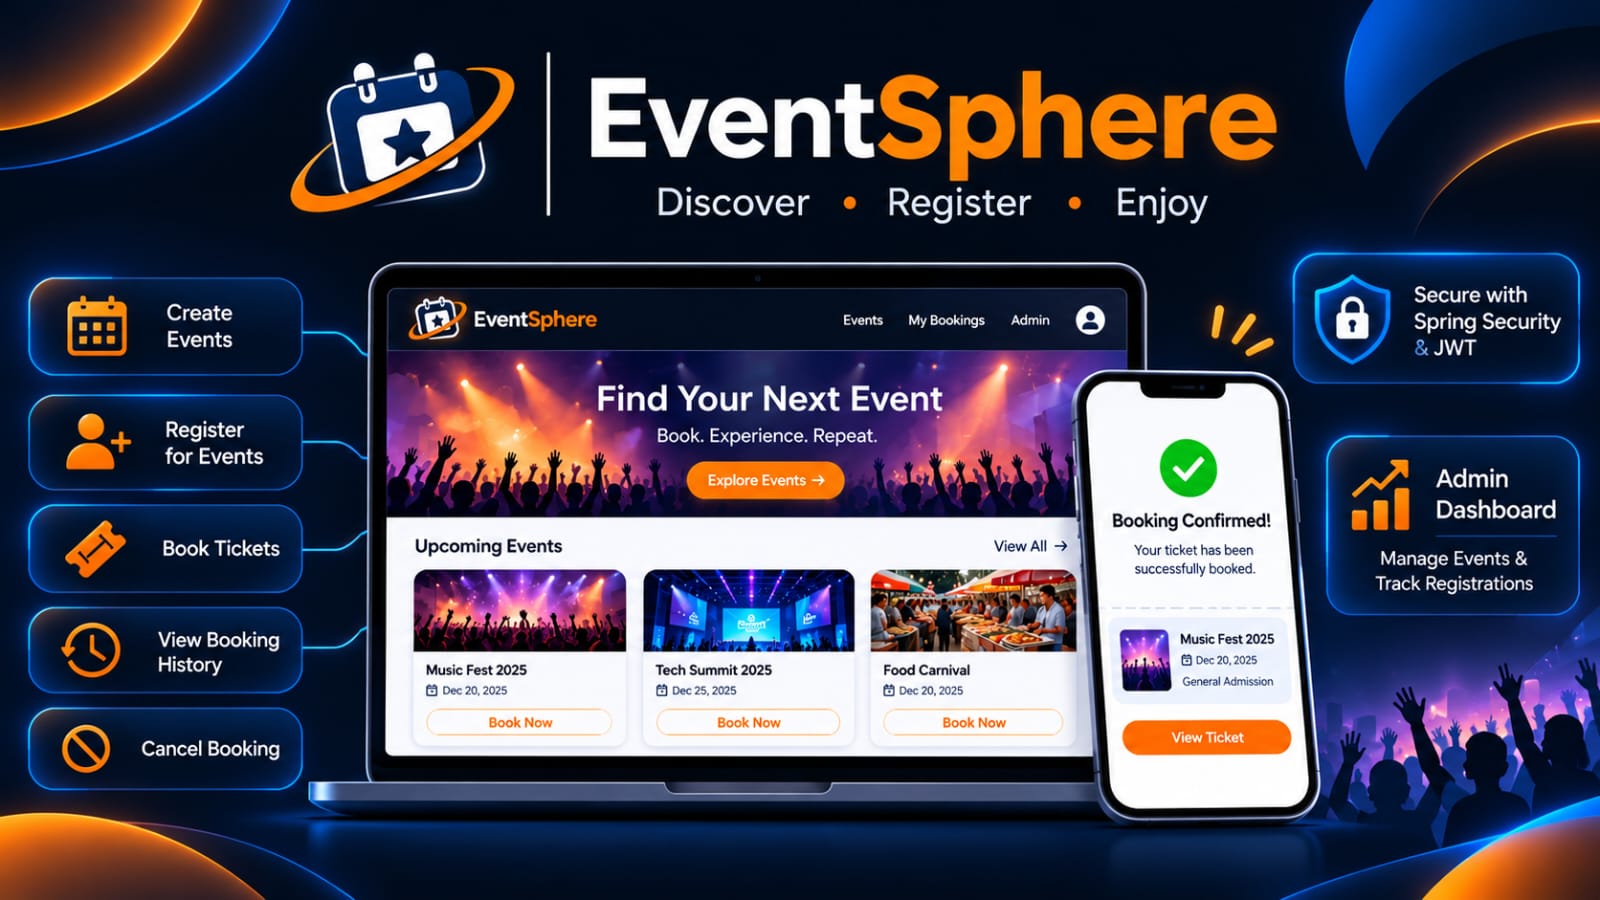 EventSphere
Discover • Register • Enjoy
Create
Events
Register
for Events
Book Tickets
View Booking
History
Cancel Booking
EventSphere
Events
My Bookings
Admin
Find Your Next Event
Book. Experience. Repeat.
Explore Events →
Upcoming Events
View All →
Music Fest 2025
Dec 20, 2025
Book Now
Tech Summit 2025
Dec 25, 2025
Book Now
Food Carnival
Dec 20, 2025
Book Now
Booking Confirmed!
Your ticket has been
successfully booked.
Music Fest 2025
Dec 20, 2025
General Admission
View Ticket
Secure with
Spring Security
& JWT
Admin
Dashboard
Manage Events &
Track Registrations